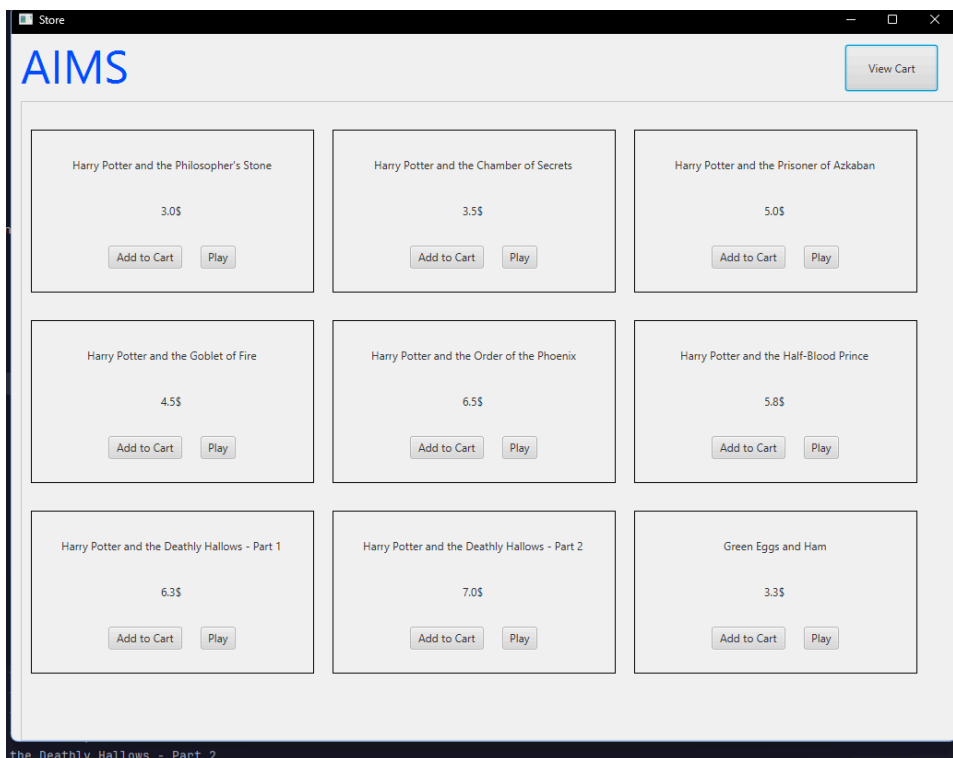 Store
AIMS
View Cart
Harry Potter and the Philosopher's Stone
3.0$
Add to Cart Play
Harry Potter and the Chamber of Secrets
3.5$
Add to Cart Play
Harry Potter and the Prisoner of Azkaban
5.0$
Add to Cart Play
Harry Potter and the Goblet of Fire
4.5$
Add to Cart Play
Harry Potter and the Order of the Phoenix
6.5$
Add to Cart Play
Harry Potter and the Half-Blood Prince
5.8$
Add to Cart Play
Harry Potter and the Deathly Hallows - Part 1
6.3$
Add to Cart Play
Harry Potter and the Deathly Hallows - Part 2
7.0$
Add to Cart Play
Green Eggs and Ham
3.3$
Add to Cart Play
the Deathly Hallows - Part 2